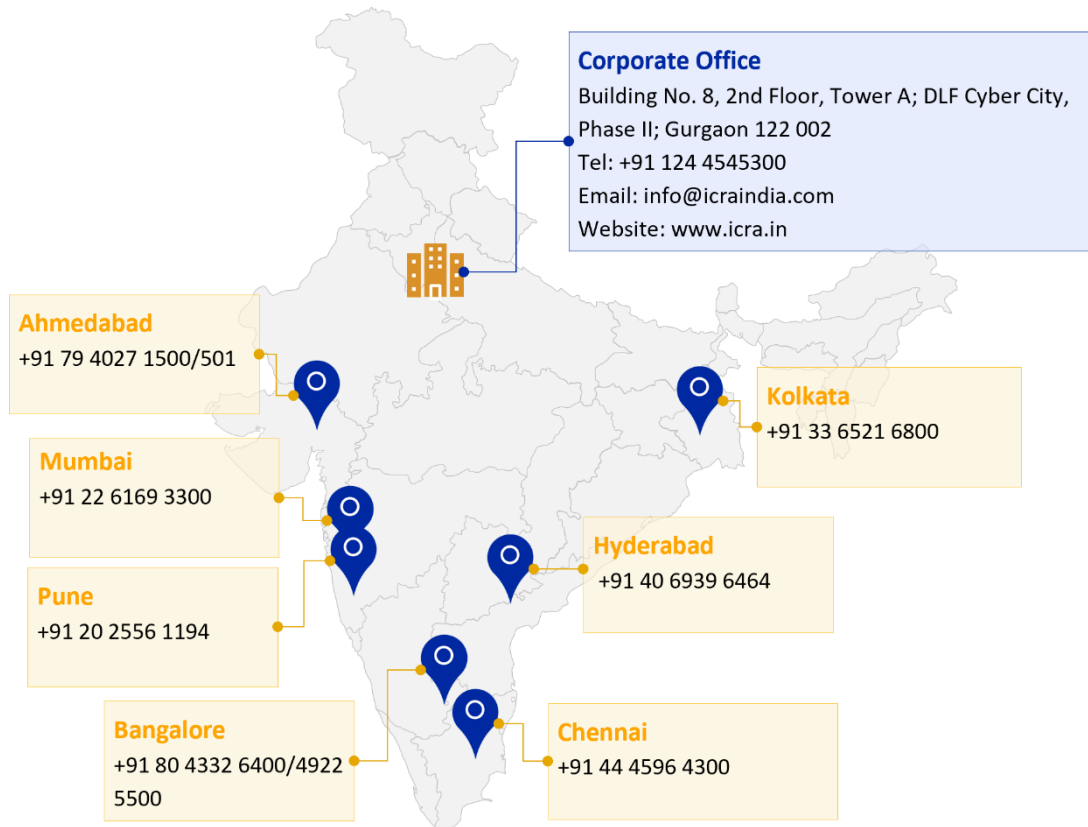 Corporate Office
Building No. 8, 2nd Floor, Tower A; DLF Cyber City,
Phase II; Gurgaon 122 002
Tel: +91 124 4545300
Email: info@icraindia.com
Website: www.icra.in
Ahmedabad
+91 79 4027 1500/501
Kolkata
+91 33 6521 6800
Mumbai
+91 22 6169 3300
Hyderabad
+91 40 6939 6464
Pune
+91 20 2556 1194
Bangalore
+91 80 4332 6400/4922
5500
Chennai
+91 44 4596 4300